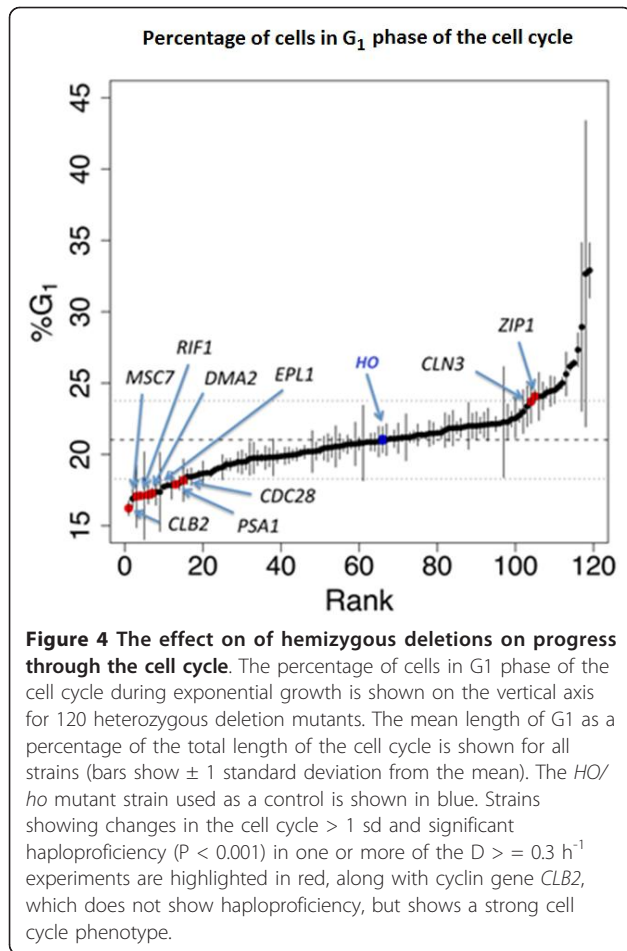 Percentage of cells in G1 phase of the cell cycle
%G1
45
40
35
30
25
20
15
MSC7
RIF1
DMA2
EPL1
HO
CLN3
ZIP1
CLB2
PSA1
CDC28
0
20
40
60
80
100
120
Rank
Figure 4 The effect on of hemizygous deletions on progress
through the cell cycle. The percentage of cells in G1 phase of the
cell cycle during exponential growth is shown on the vertical axis
for 120 heterozygous deletion mutants. The mean length of G1 as a
percentage of the total length of the cell cycle is shown for all
strains (bars show ± 1 standard deviation from the mean). The HO/
ho mutant strain used as a control is shown in blue. Strains
showing changes in the cell cycle > 1 sd and significant
haploproficiency (P < 0.001) in one or more of the D > = 0.3 h-1
experiments are highlighted in red, along with cyclin gene CLB2,
which does not show haploproficiency, but shows a strong cell
cycle phenotype.